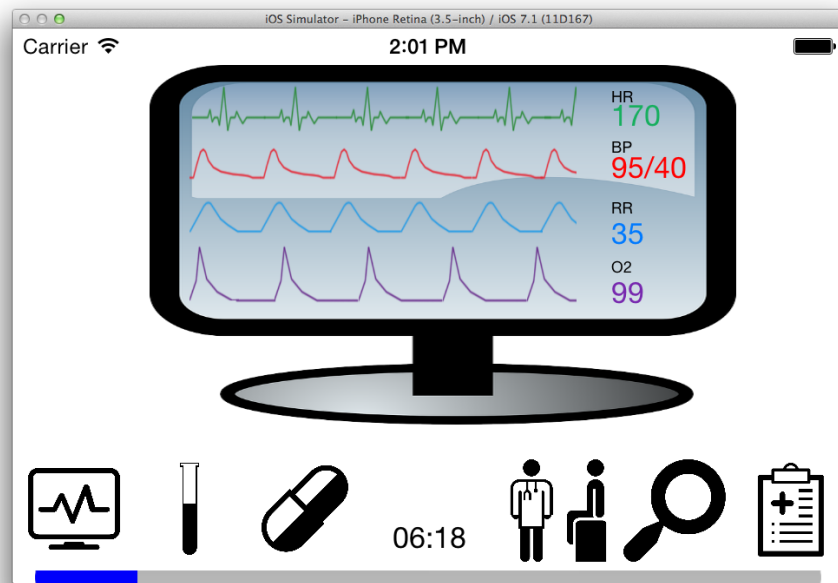 iOS Simulator – iPhone Retina (3.5-inch) / iOS 7.1 (11D167)
Carrier 2:01 PM
HR
170
BP
95/40
RR
35
O2
99
06:18